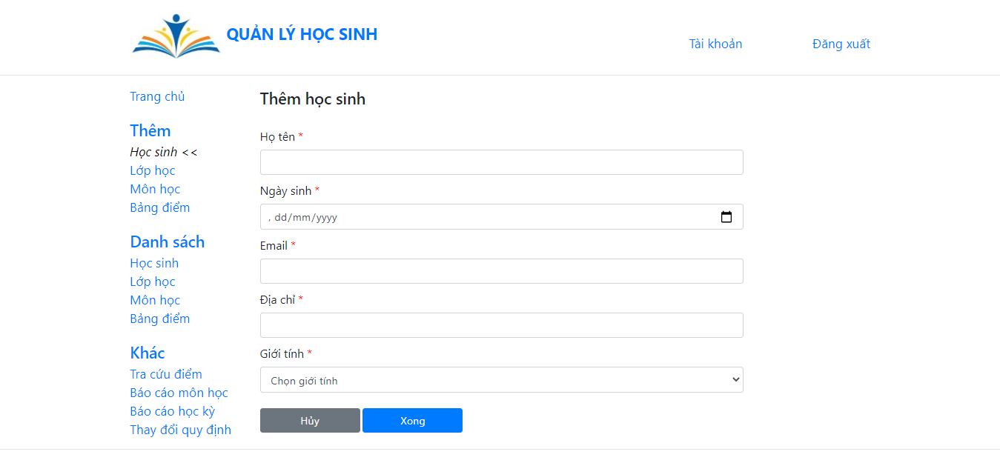 QUẢN LÝ HỌC SINH
Tài khoản
Đăng xuất
Trang chủ
Thêm
Học sinh <<
Lớp học
Môn học
Bảng điểm
Danh sách
Học sinh
Lớp học
Môn học
Bảng điểm
Khác
Tra cứu điểm
Báo cáo môn học
Báo cáo học kỳ
Thay đổi quy định
Thêm học sinh
Họ tên *
Ngày sinh *
, dd/mm/yyyy
Email *
Địa chỉ *
Giới tính *
Chọn giới tính
Hủy
Xong